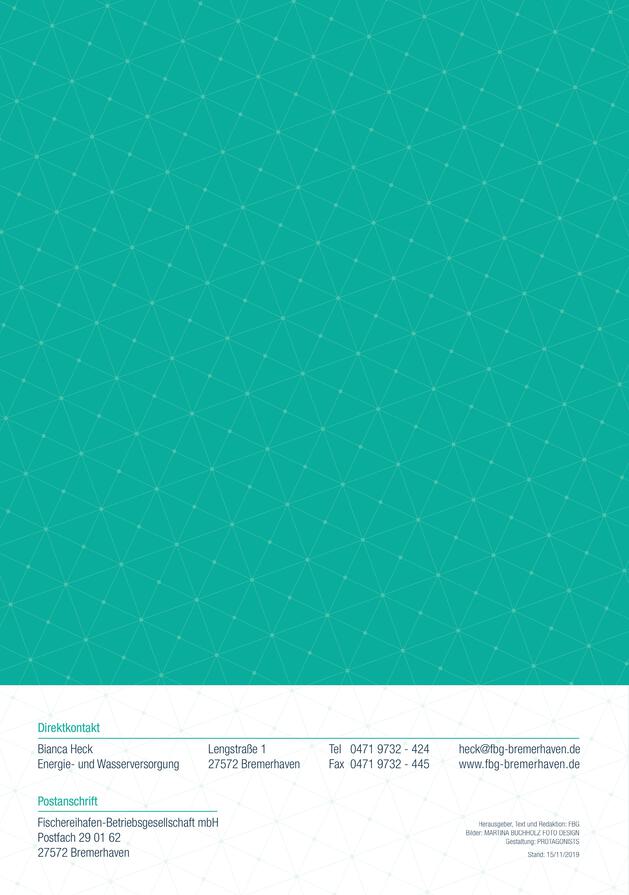 Direktkontakt
Bianca Heck Lengstraße 1 Tel 0471 9732 - 424 heck@fbg-bremerhaven.de
Energie- und Wasserversorgung 27572 Bremerhaven Fax 0471 9732 - 445 www.fbg-bremerhaven.de
Postanschrift
Fischereihafen-Betriebsgesellschaft mbH
Postfach 29 01 62
27572 Bremerhaven
Herausgeber, Text und Redaktion: FBG
Bilder: MARTINA BUCHHOLZ FOTO DESIGN
Gestaltung: PROTAGONISTS
Stand: 15/11/2019